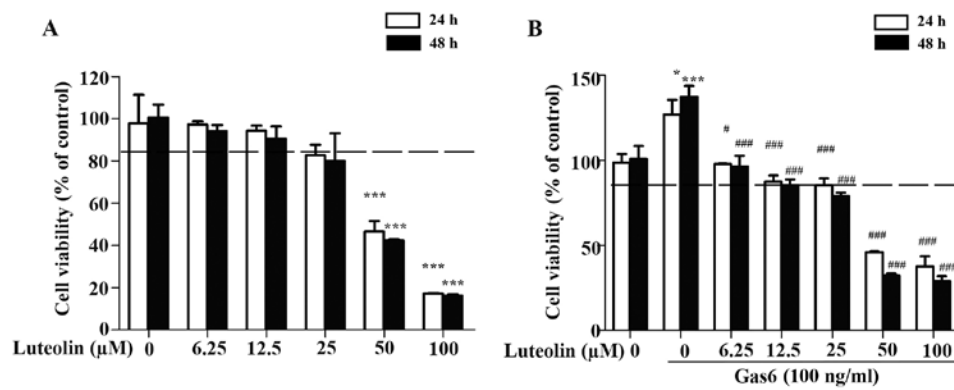 A
24 h
48 h
Cell viability (% of control)
120
100
80
60
40
20
0
***
***
***
***
Luteolin (μM) 0 6.25 12.5 25 50 100
B
24 h
48 h
Cell viability (% of control)
150
100
50
0
* ***
# ###
### ###
### ###
### ###
### ###
Luteolin (μM) 0 0 6.25 12.5 25 50 100
Gas6 (100 ng/ml)